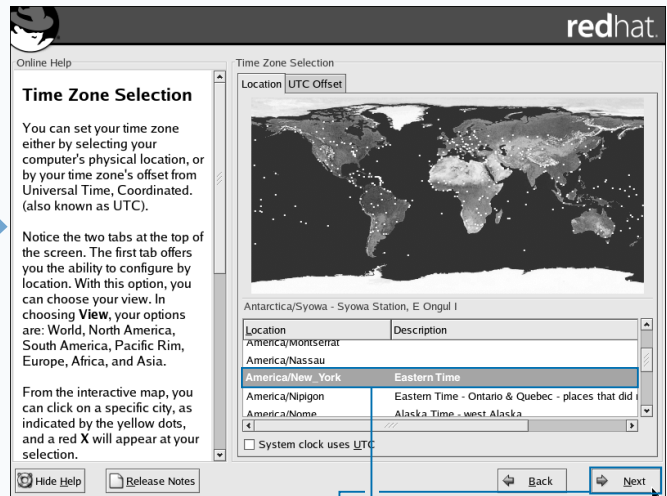 redhat.
Online Help
Time Zone Selection
You can set your time zone
either by selecting your
computer's physical location, or
by your time zone's offset from
Universal Time, Coordinated.
(also known as UTC).
Notice the two tabs at the top of
the screen. The first tab offers
you the ability to configure by
location. With this option, you
can choose your view. In
choosing View, your options
are: World, North America,
South America, Pacific Rim,
Europe, Africa, and Asia.
From the interactive map, you
can click on a specific city, as
indicated by the yellow dots,
and a red X will appear at your
selection.
Time Zone Selection
Location UTC Offset
Antarctica/Syowa - Syowa Station, E Ongul I
Location Description
America/Montserrat
America/Nassau
America/New_York Eastern Time
America/Nipigon Eastern Time - Ontario & Quebec - places that did
America/Nome Alaska Time - west Alaska
System clock uses UTC
Hide Help Release Notes Back Next